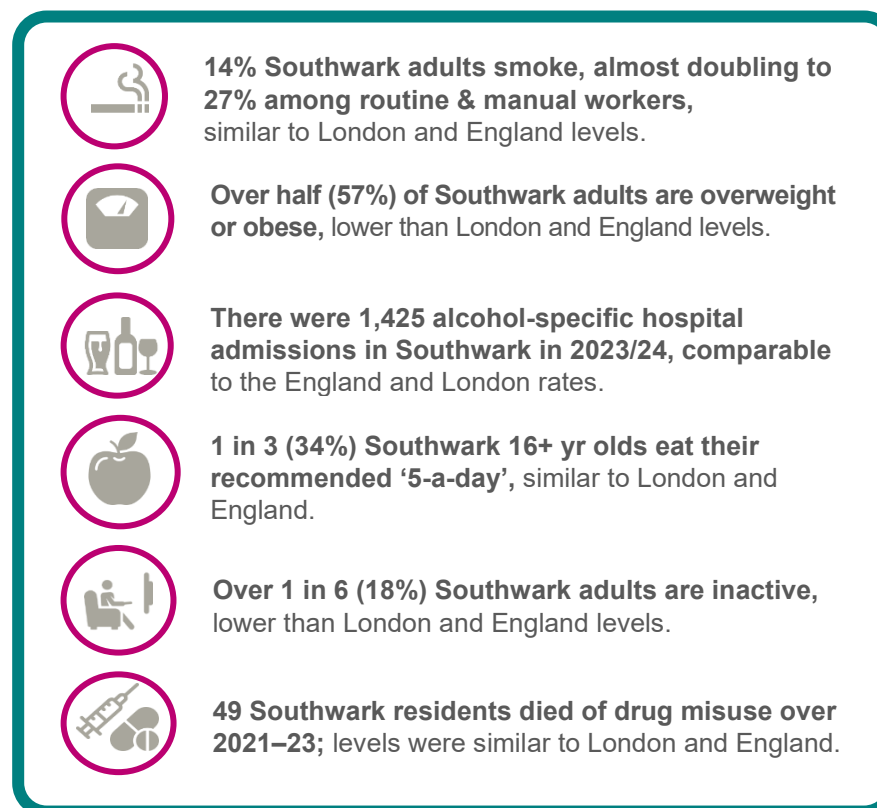 14% Southwark adults smoke, almost doubling to
27% among routine & manual workers,
similar to London and England levels.
Over half (57%) of Southwark adults are overweight
or obese, lower than London and England levels.
There were 1,425 alcohol-specific hospital
admissions in Southwark in 2023/24, comparable
to the England and London rates.
1 in 3 (34%) Southwark 16+ yr olds eat their
recommended ‘5-a-day’, similar to London and
England.
Over 1 in 6 (18%) Southwark adults are inactive,
lower than London and England levels.
49 Southwark residents died of drug misuse over
2021–23; levels were similar to London and England.